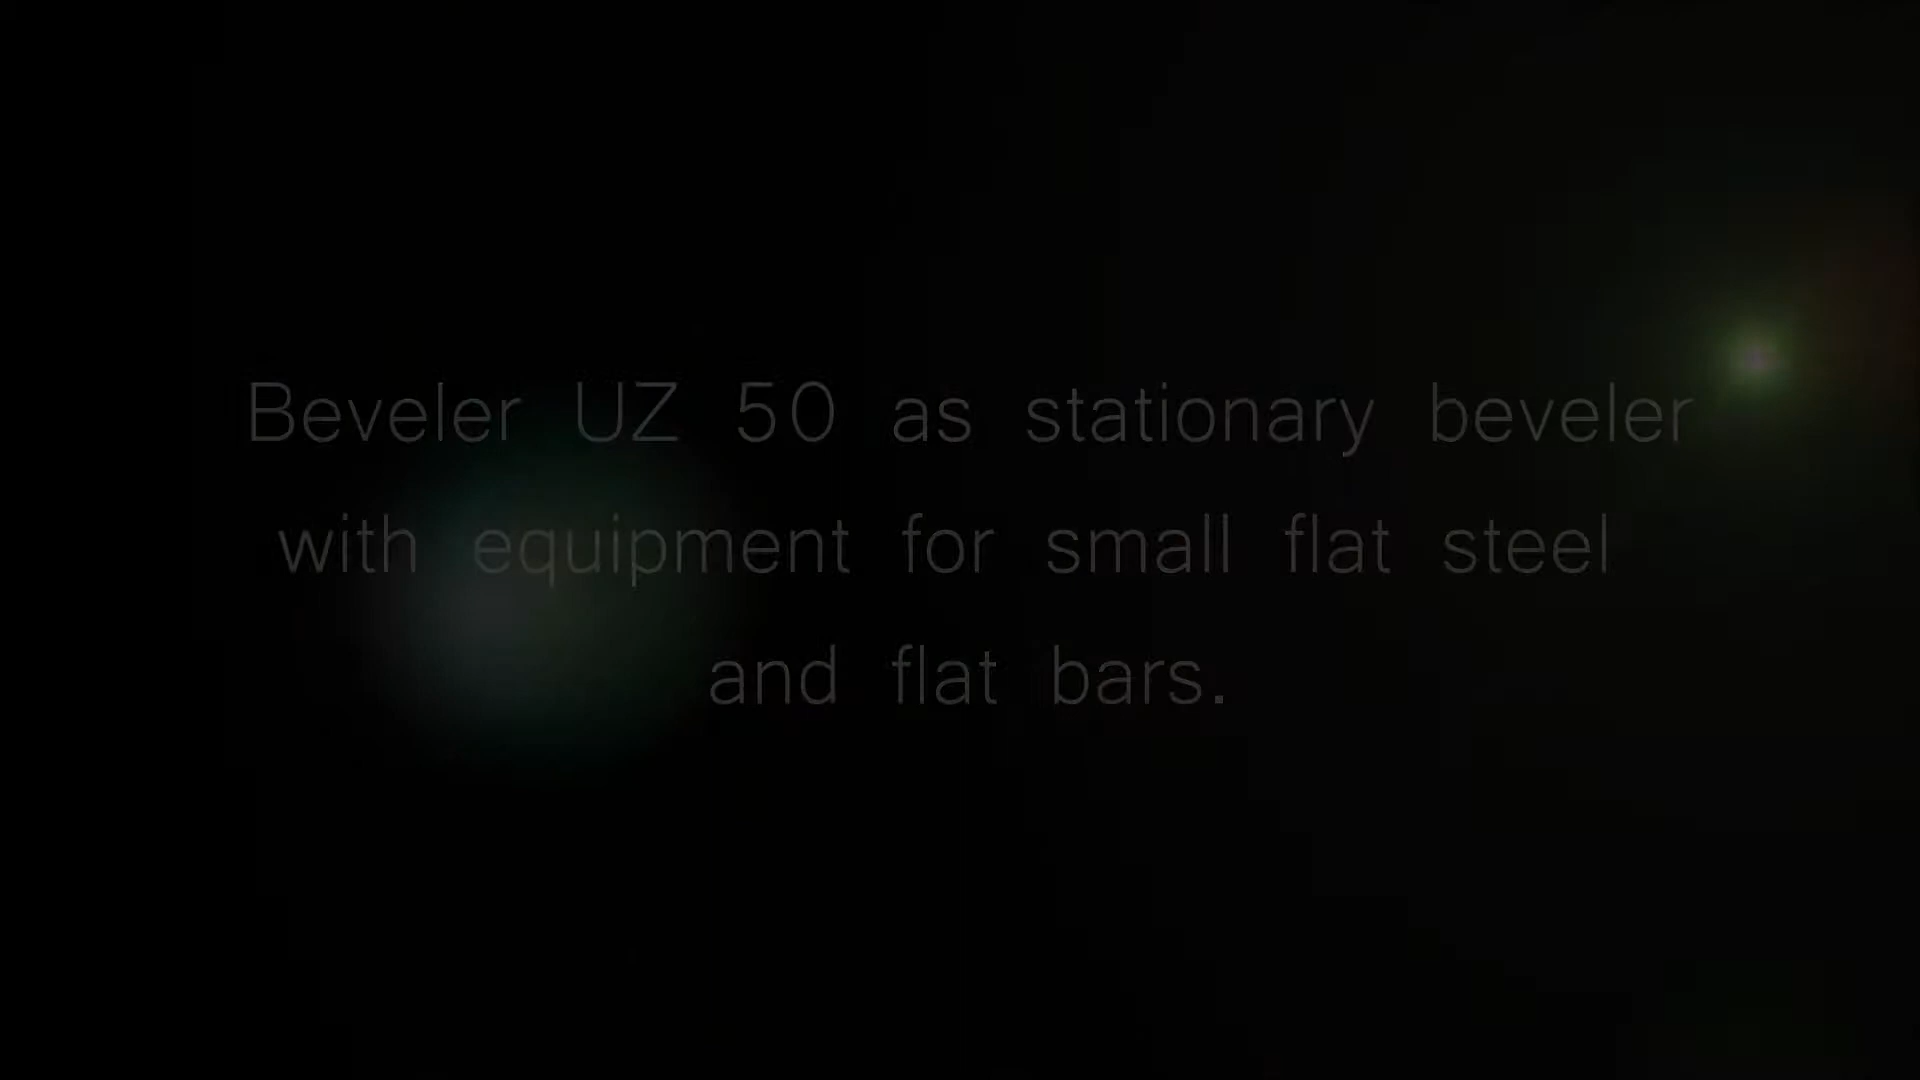 Beveler UZ 50 as stationary beveler
with equipment for small flat steel
and flat bars.